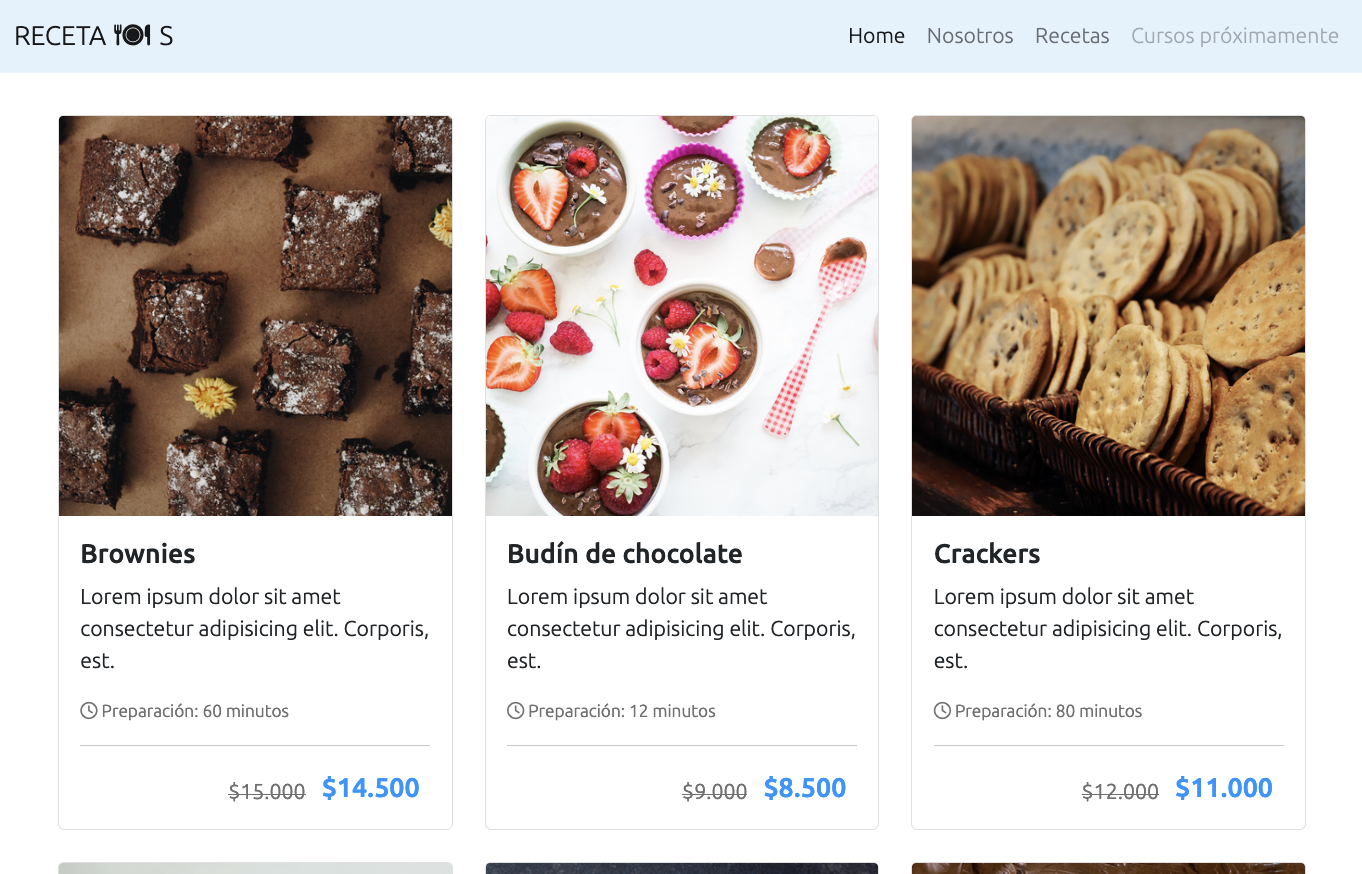 RECETA S
Home Nosotros Recetas Cursos próximamente
Brownies
Lorem ipsum dolor sit amet
consectetur adipisicing elit. Corporis,
est.
Preparación: 60 minutos
$15.000 $14.500
Budín de chocolate
Lorem ipsum dolor sit amet
consectetur adipisicing elit. Corporis,
est.
Preparación: 12 minutos
$9.000 $8.500
Crackers
Lorem ipsum dolor sit amet
consectetur adipisicing elit. Corporis,
est.
Preparación: 80 minutos
$12.000 $11.000